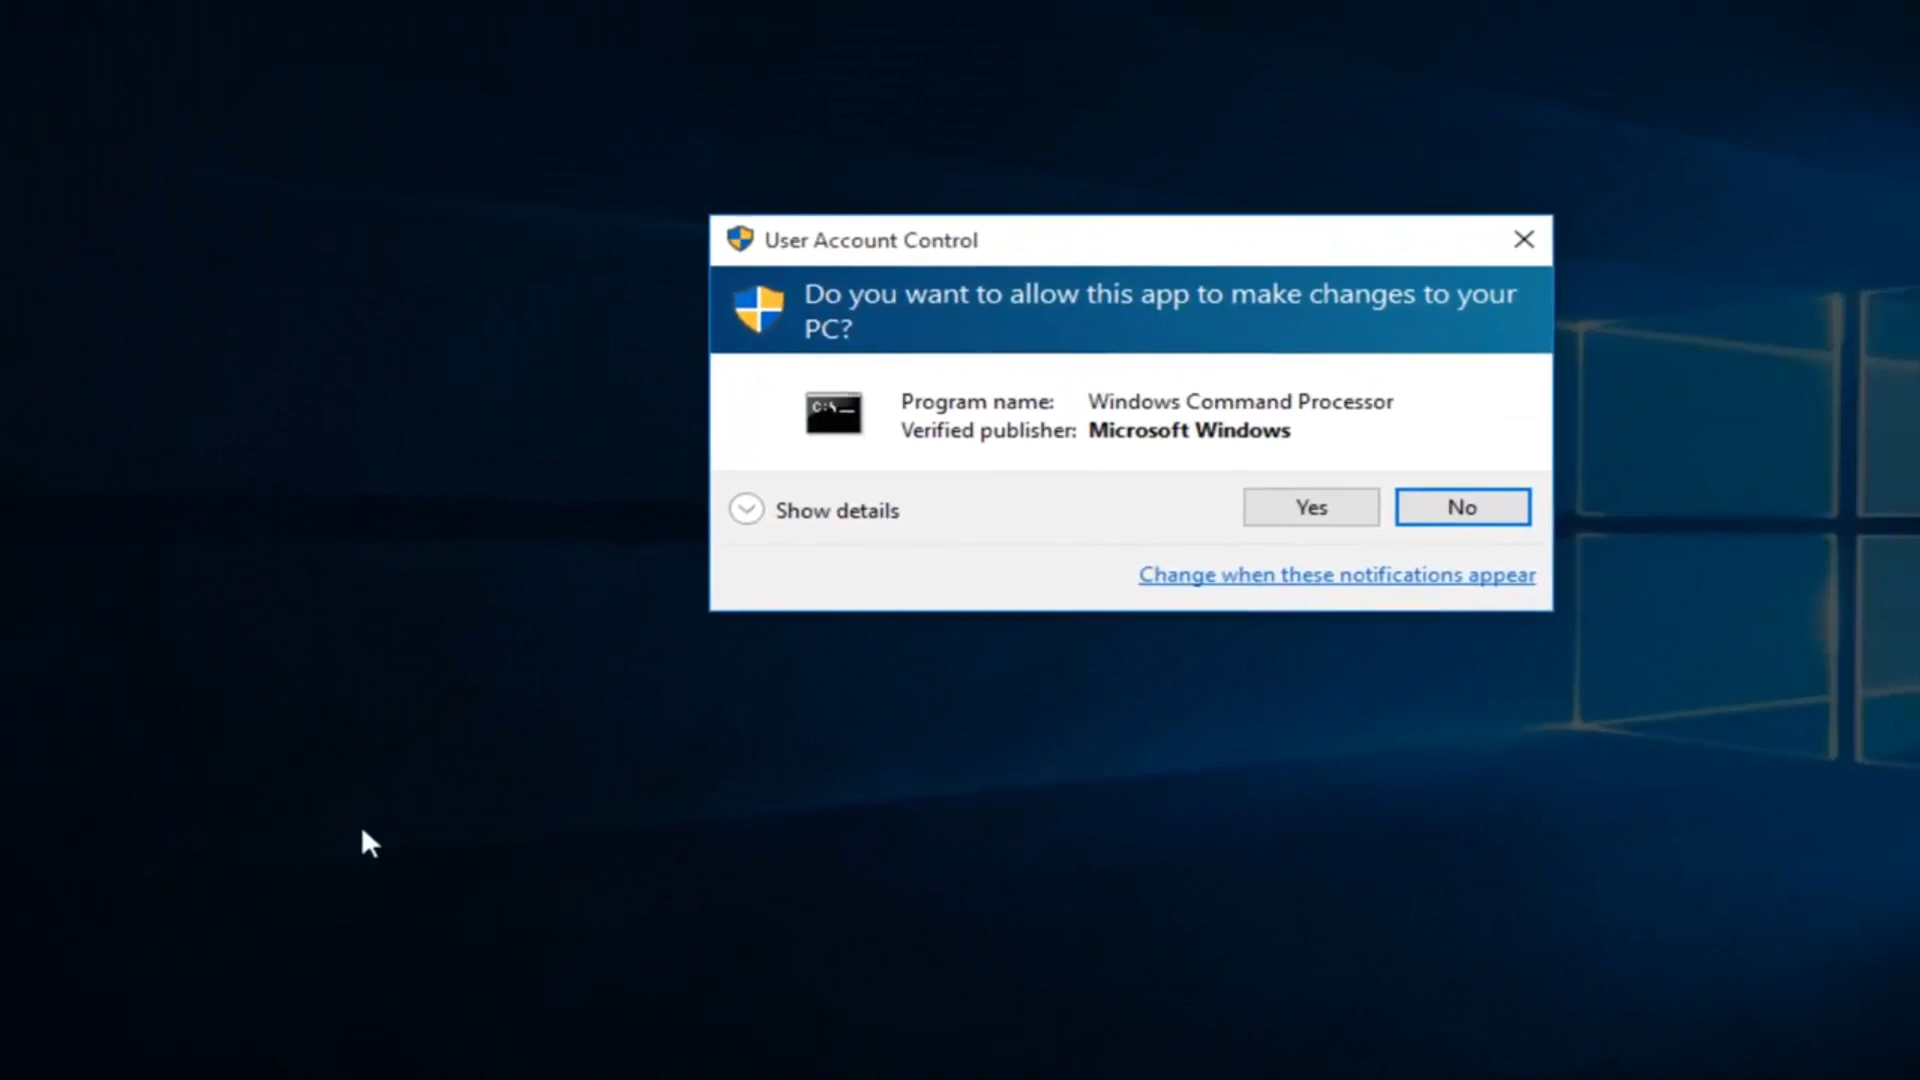 User Account Control
Do you want to allow this app to make changes to your
PC?
C:\
Program name: Windows Command Processor
Verified publisher: Microsoft Windows
Show details
Yes
No
Change when these notifications appear